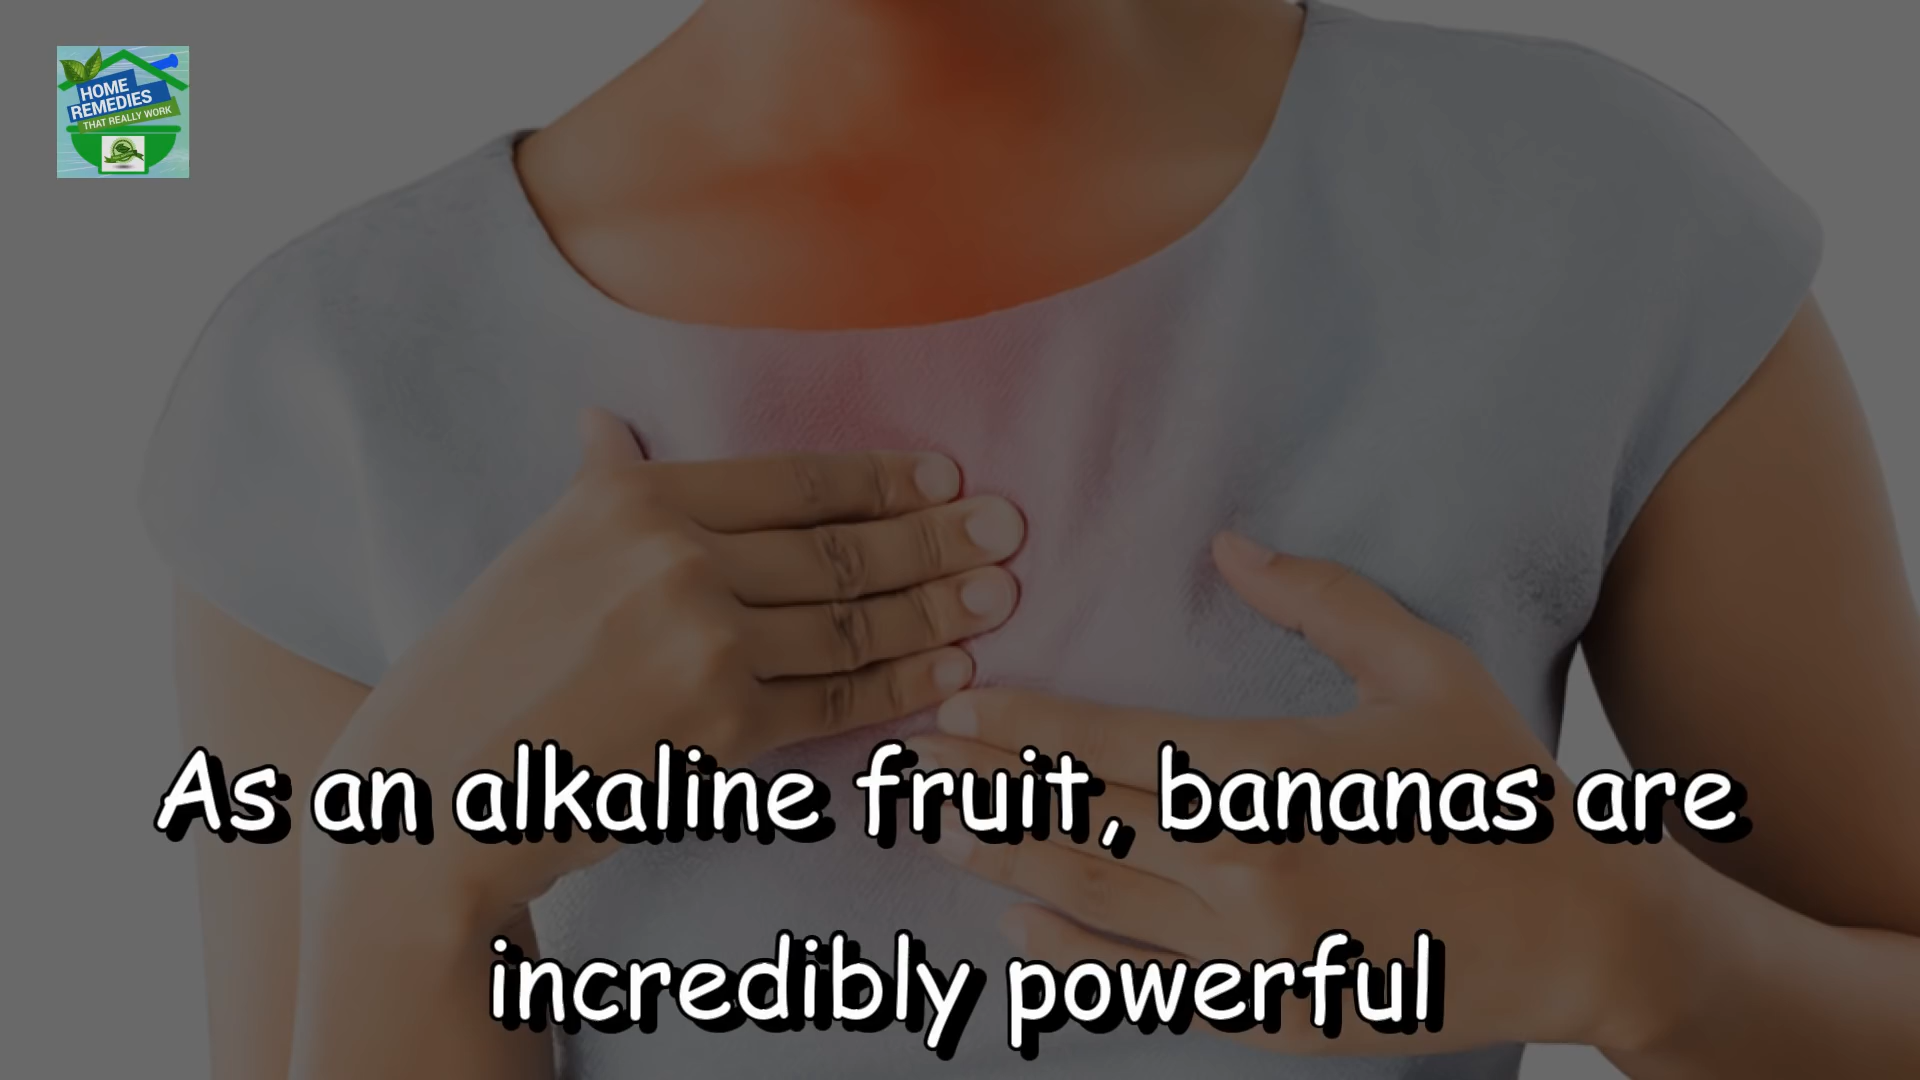 HOME
REMEDIES
THAT REALLY WORK
As an alkaline fruit, bananas are
incredibly powerful